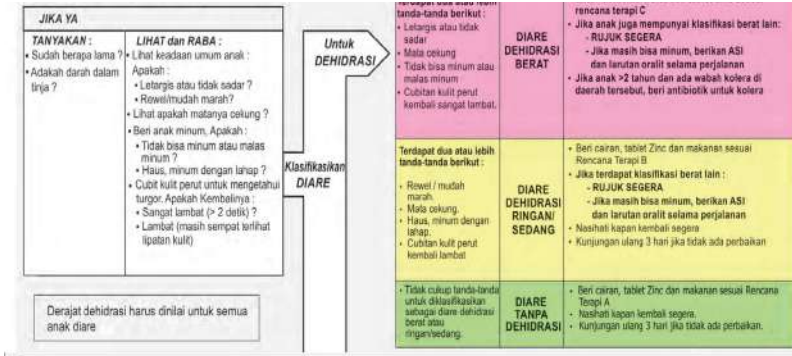 JIKA YA
TANYAKAN :
• Sudah berapa lama ?
• Adakah darah dalam
tinja ?
LIHAT dan RABA :
• Lihat keadaan umum anak :
Apakah :
• Letargis atau tidak sadar ?
• Rewel/mudah marah?
• Lihat apakah matanya cekung ?
• Beri anak minum, Apakah :
• Tidak bisa minum atau malas
minum ?
• Haus, minum dengan lahap ?
• Cubit kulit perut untuk mengetahui
turgor. Apakah Kembalinya :
• Sangat lambat (> 2 detik) ?
• Lambat (masih sempat terlihat
lipatan kulit)
Derajat dehidrasi harus dinilai untuk semua
anak diare
Klasifikasikan
DIARE
Untuk
DEHIDRASI
Terdapat dua atau lebih
tanda-tanda berikut :
• Letargis atau tidak
sadar
• Mata cekung
• Tidak bisa minum atau
malas minum
• Cubitan kulit perut
kembali sangat lambat.
DIARE
DEHIDRASI
BERAT
rencana terapi C
• Jika anak juga mempunyai klasifikasi berat lain:
- RUJUK SEGERA
- Jika masih bisa minum, berikan ASI
dan larutan oralit selama perjalanan
• Jika anak >2 tahun dan ada wabah kolera di
daerah tersebut, beri antibiotik untuk kolera
Terdapat dua atau lebih
tanda-tanda berikut :
• Rewel / mudah
marah.
• Mata cekung.
• Haus, minum dengan
lahap.
• Cubitan kulit perut
kembali lambat
DIARE
DEHIDRASI
RINGAN/
SEDANG
• Beri cairan, tablet Zinc dan makanan sesuai
Rencana Terapi B
• Jika terdapat klasifikasi berat lain :
- RUJUK SEGERA
- Jika masih bisa minum, berikan ASI
dan larutan oralit selama perjalanan
• Nasihati kapan kembali segera
• Kunjungan ulang 3 hari jika tidak ada perbaikan
• Tidak cukup tanda-tanda
untuk diklasifikasikan
sebagai diare dehidrasi
berat atau
ringan/sedang.
DIARE
TANPA
DEHIDRASI
• Beri cairan, tablet Zinc dan makanan sesuai Rencana
Terapi A
• Nasihati kapan kembali segera.
• Kunjungan ulang 3 hari jika tidak ada perbaikan.